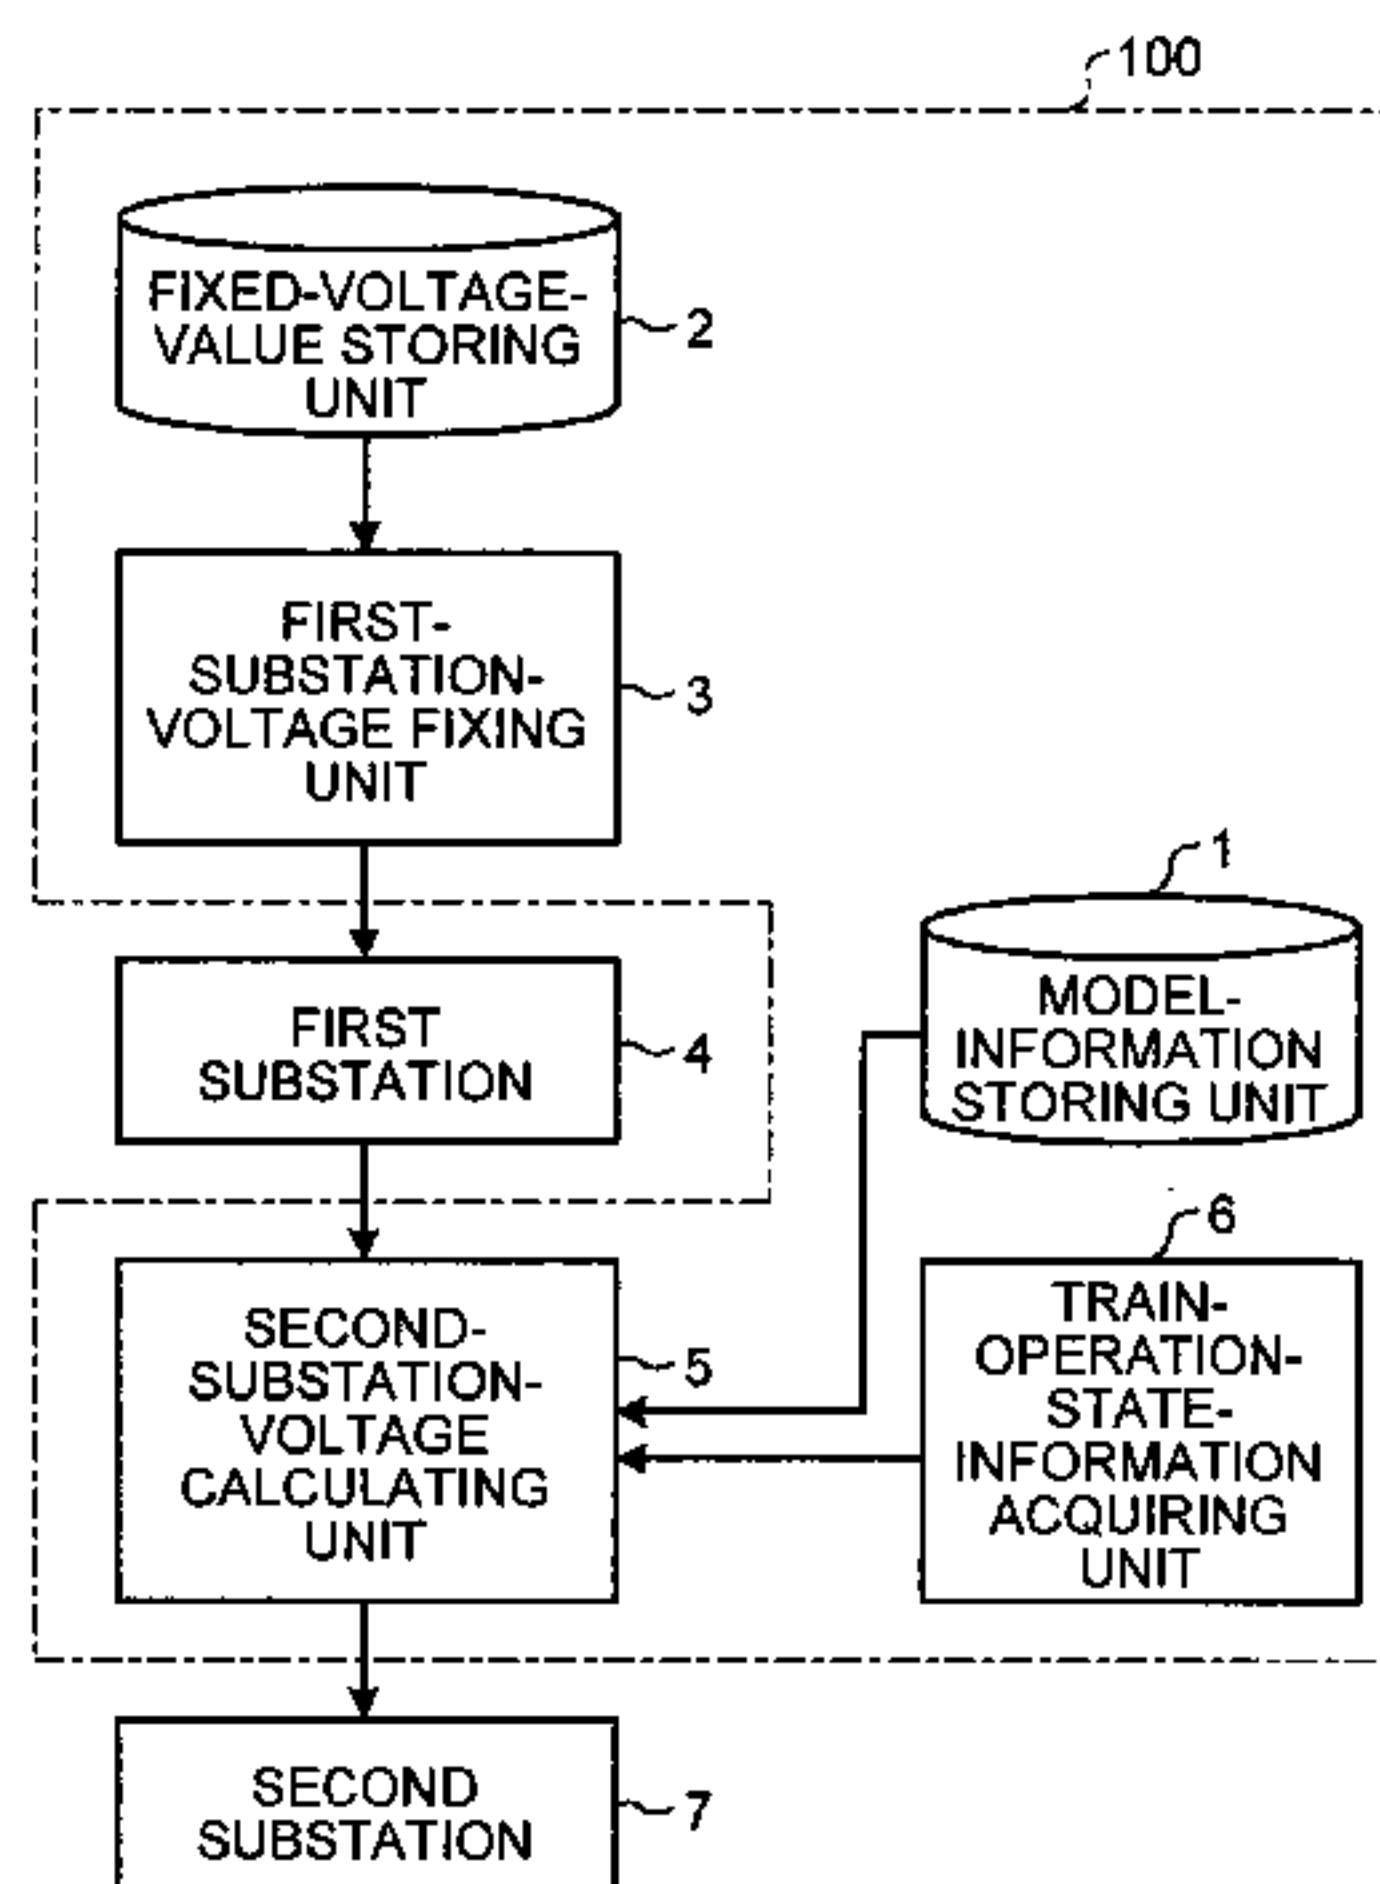 100
FIXED-VOLTAGE-
VALUE STORING
UNIT
2
FIRST-
SUBSTATION-
VOLTAGE FIXING
UNIT
3
1
MODEL-
INFORMATION
STORING UNIT
FIRST
SUBSTATION
4
6
SECOND-
SUBSTATION-
VOLTAGE
CALCULATING
UNIT
5
TRAIN-
OPERATION-
STATE-
INFORMATION
ACQUIRING
UNIT
SECOND
SUBSTATION
7